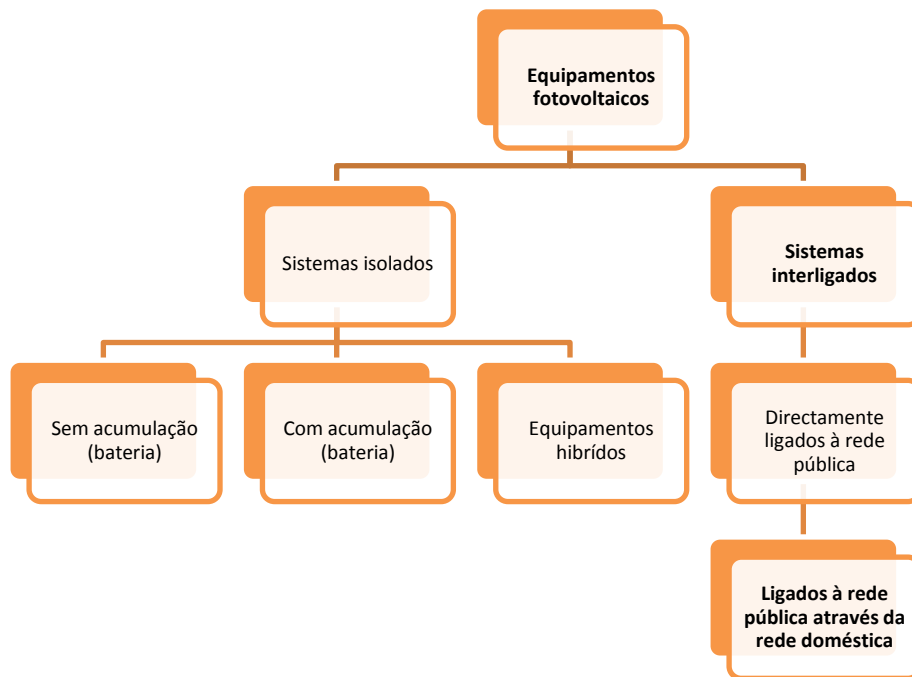 Equipamentos
fotovoltaicos
Sistemas isolados
Sistemas
interligados
Sem acumulação
(bateria)
Com acumulação
(bateria)
Equipamentos
hibrídos
Directamente
ligados à rede
pública
Ligados à rede
pública através da
rede doméstica